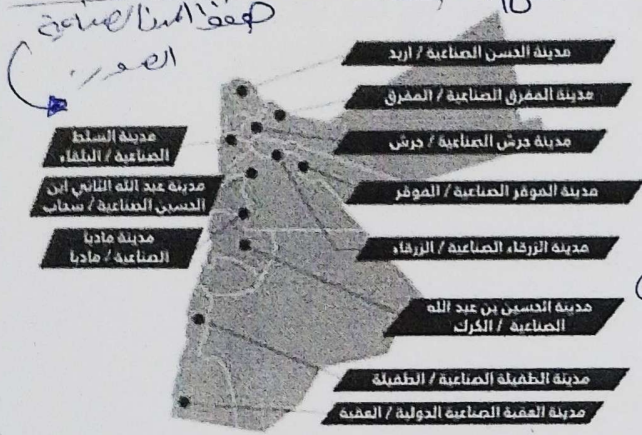 10
الصور
مدينة الحسن الصناعية / اربد
مدينة المفرق الصناعية / المفرق
مدينة جرش الصناعية / جرش
مدينة الموقر الصناعية / الموقر
مدينة الزرقاء الصناعية / الزرقاء
مدينة الحسين بن عبد الله
الصناعية / الكرك
مدينة الطفيلة الصناعية / الطفيلة
مدينة العقبة الصناعية الدولية / العقبة
مدينة السلط
الصناعية / البلقاء
مدينة عبد الله الثاني ابن
الحسين الصناعية / سحاب
مدينة مادبا
الصناعية / مادبا